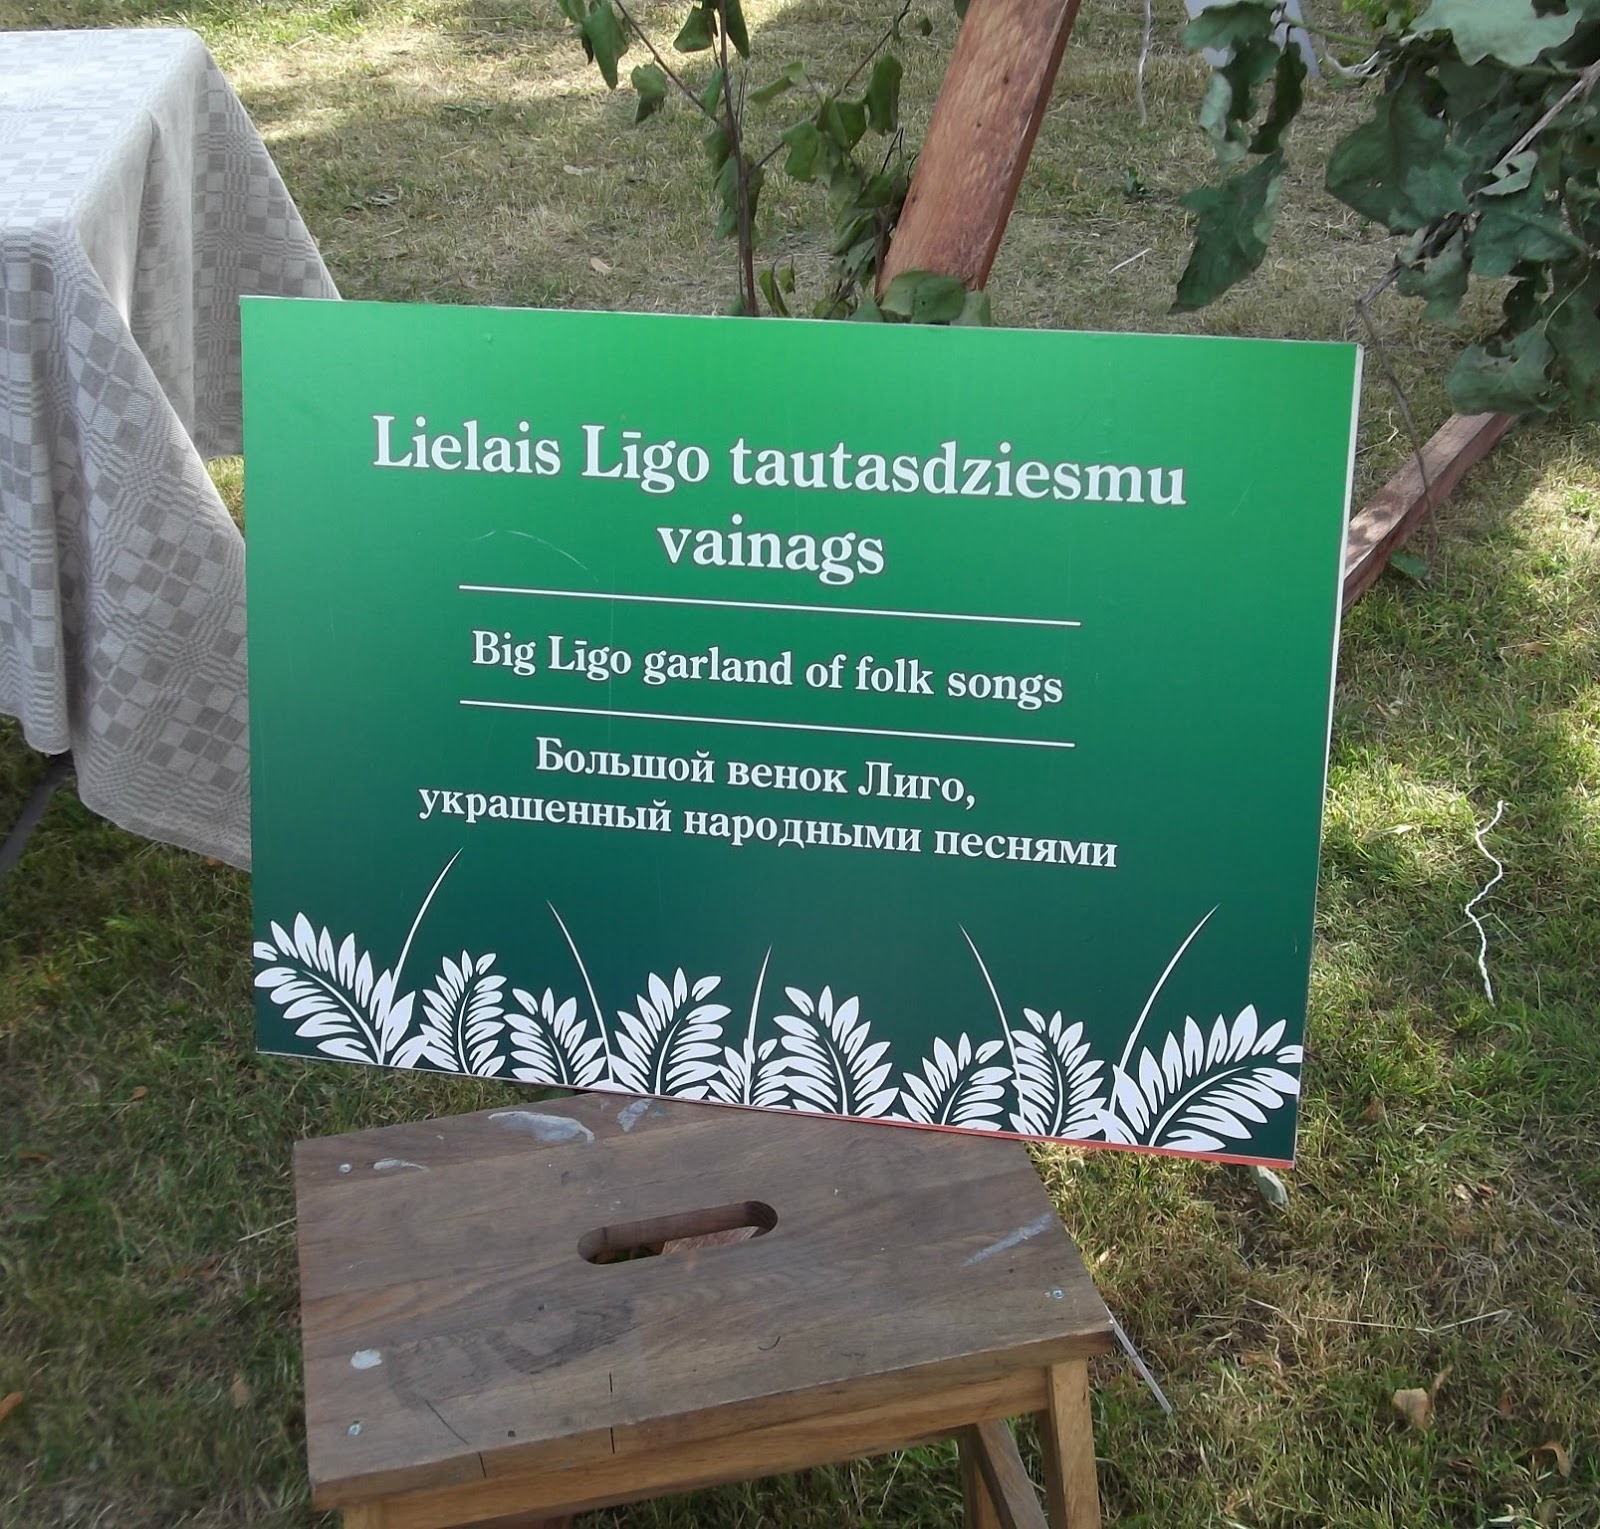 Lielais Līgo tautasdziesmu
vainags
Big Līgo garland of folk songs
Большой венок Лиго,
украшенный народными песнями